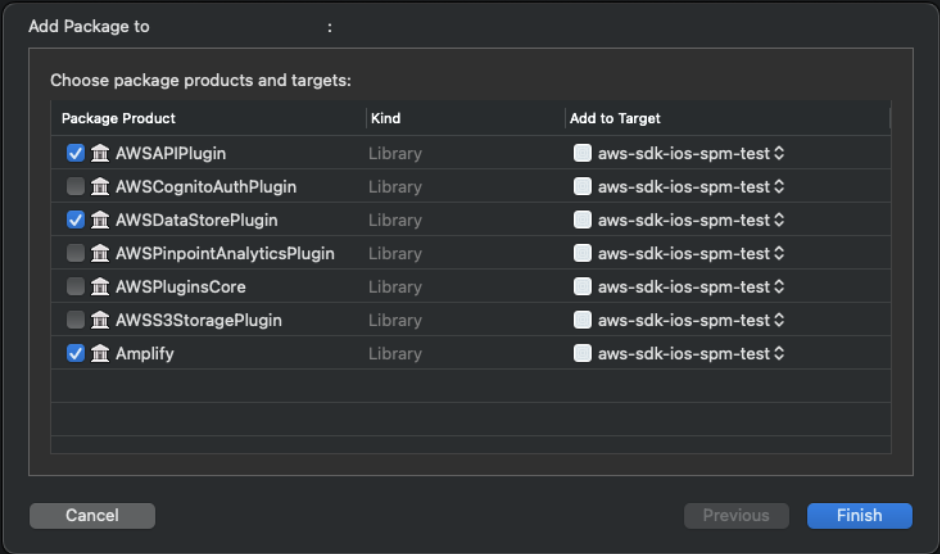 Add Package to :
Choose package products and targets:
Package Product Kind Add to Target
AWSAPIPlugin Library aws-sdk-ios-spm-test
AWSCognitoAuthPlugin Library aws-sdk-ios-spm-test
AWSDataStorePlugin Library aws-sdk-ios-spm-test
AWSPinpointAnalyticsPlugin Library aws-sdk-ios-spm-test
AWSPluginsCore Library aws-sdk-ios-spm-test
AWSS3StoragePlugin Library aws-sdk-ios-spm-test
Amplify Library aws-sdk-ios-spm-test
Cancel Previous Finish